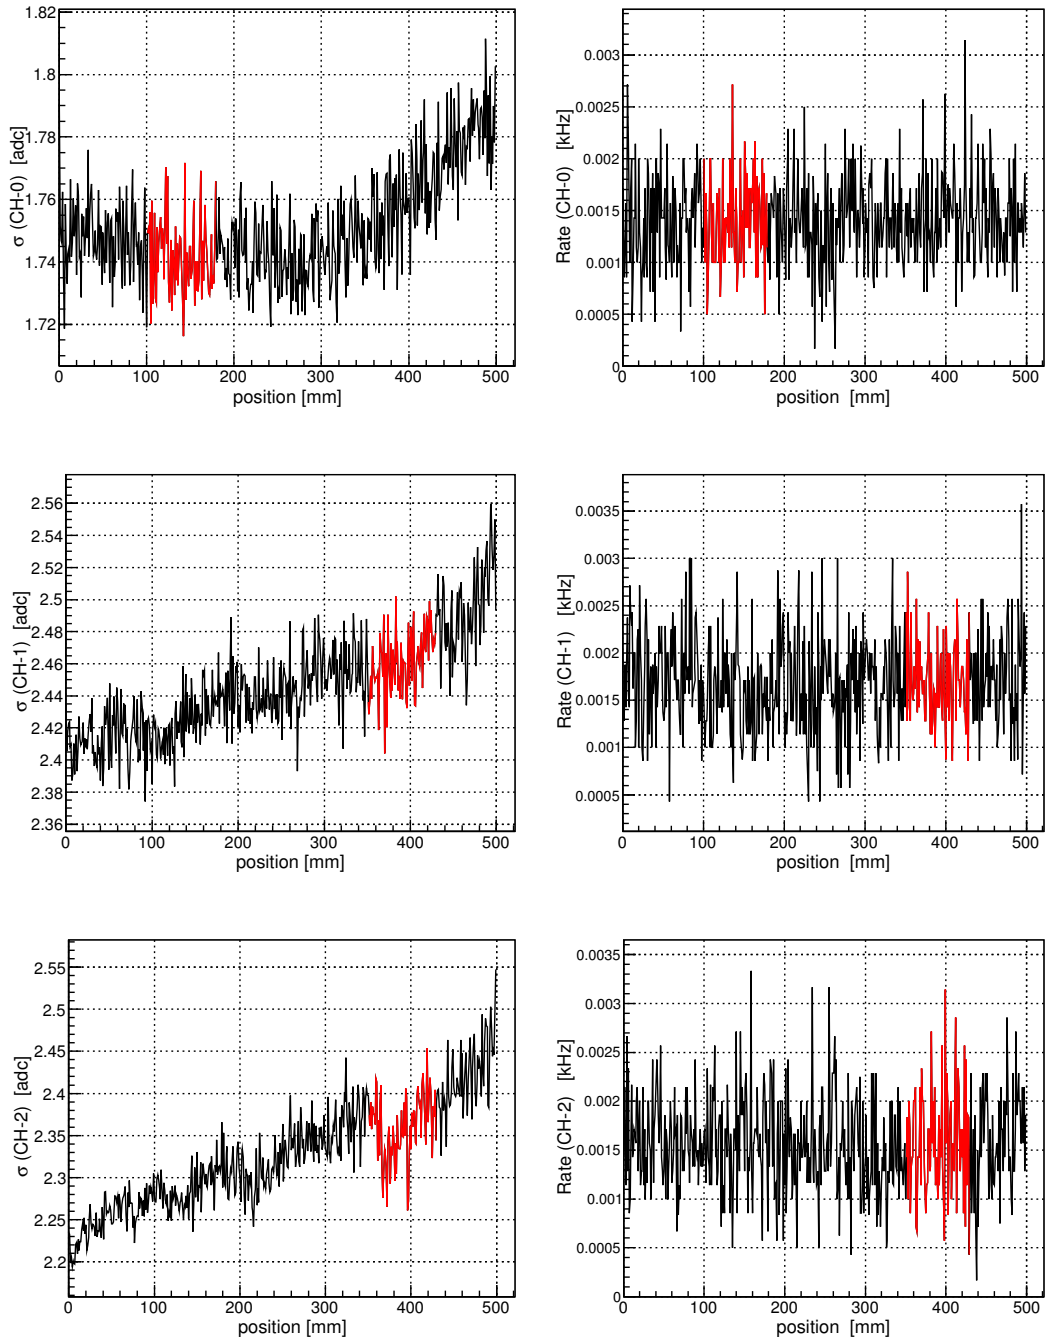 σ (CH-0) [adc]
1.82
1.8
1.78
1.76
1.74
1.72
0 100 200 300 400 500
position [mm]
Rate (CH-0) [kHz]
0.003
0.0025
0.002
0.0015
0.001
0.0005
0
0 100 200 300 400 500
position [mm]
σ (CH-1) [adc]
2.56
2.54
2.52
2.5
2.48
2.46
2.44
2.42
2.4
2.38
2.36
0 100 200 300 400 500
position [mm]
Rate (CH-1) [kHz]
0.0035
0.003
0.0025
0.002
0.0015
0.001
0.0005
0 100 200 300 400 500
position [mm]
σ (CH-2) [adc]
2.55
2.5
2.45
2.4
2.35
2.3
2.25
2.2
0 100 200 300 400 500
position [mm]
Rate (CH-2) [kHz]
0.0035
0.003
0.0025
0.002
0.0015
0.001
0.0005
0
0 100 200 300 400 500
position [mm]